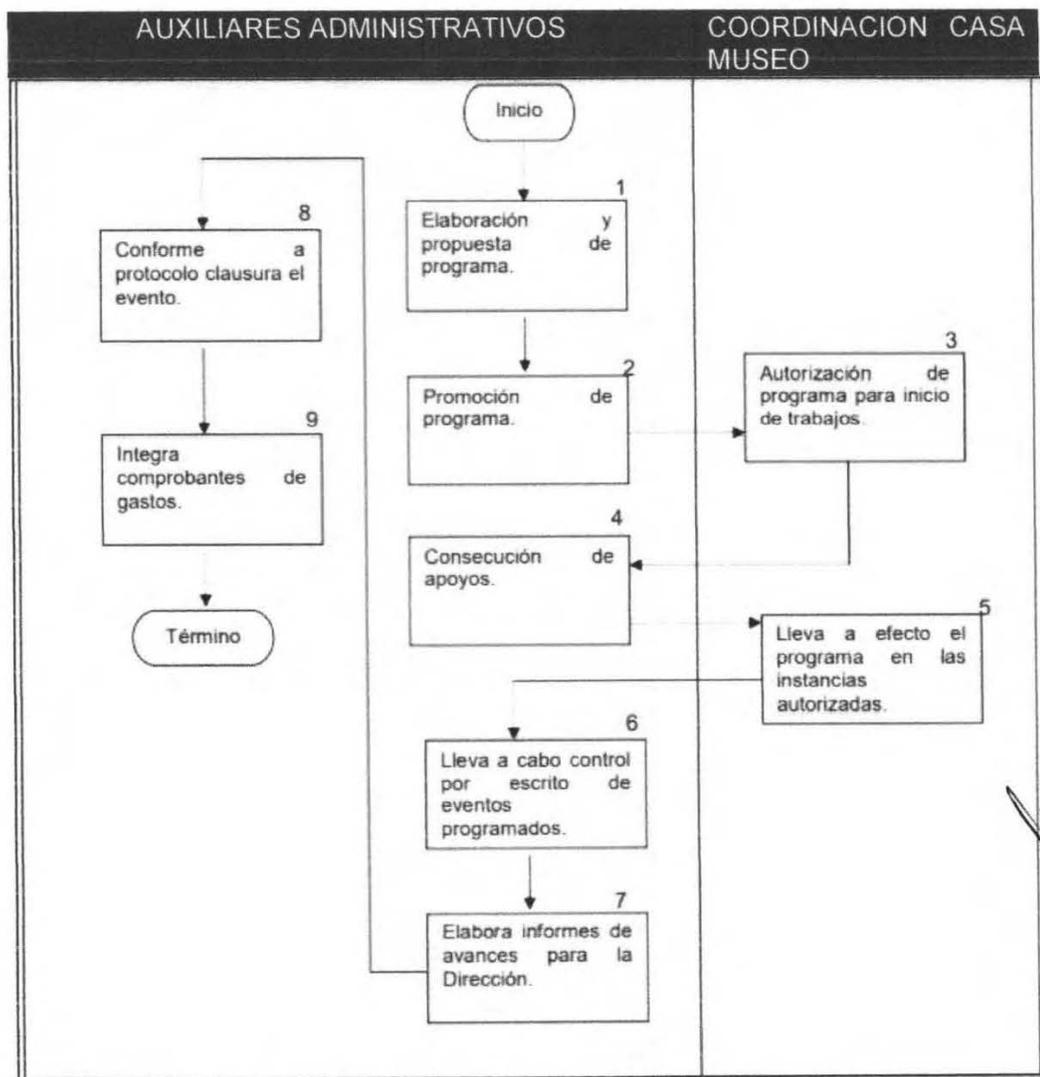 AUXILIARES ADMINISTRATIVOS
COORDINACION CASA
MUSEO
Inicio
1
Elaboración y
propuesta de
programa.
2
Promoción de
programa.
3
Autorización de
programa para inicio
de trabajos.
4
Consecución de
apoyos.
5
Lleva a efecto el
programa en las
instancias
autorizadas.
6
Lleva a cabo control
por escrito de
eventos
programados.
7
Elabora informes de
avances para la
Dirección.
8
Conforme a
protocolo clausura el
evento.
9
Integra
comprobantes de
gastos.
Término